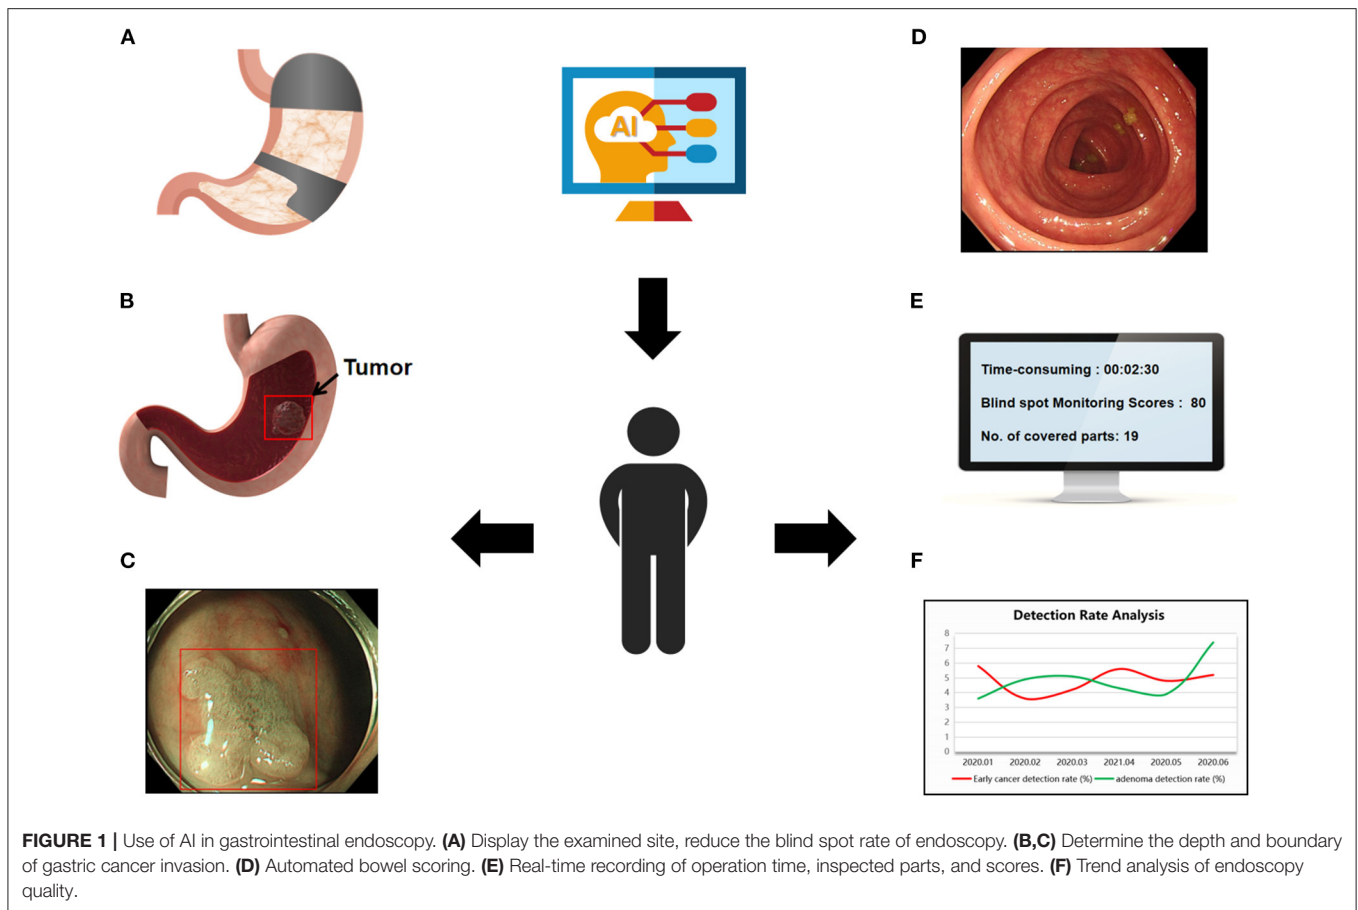 A
AI
D
B
Tumor
E
Time-consuming : 00:02:30
Blind spot Monitoring Scores : 80
No. of covered parts: 19
C
F
Detection Rate Analysis
8
7
6
5
4
3
2
1
0
2020.01 2020.02 2020.03 2021.04 2020.05 2020.06
Early cancer detection rate (%) adenoma detection rate (%)
FIGURE 1 | Use of AI in gastrointestinal endoscopy. (A) Display the examined site, reduce the blind spot rate of endoscopy. (B,C) Determine the depth and boundary
of gastric cancer invasion. (D) Automated bowel scoring. (E) Real-time recording of operation time, inspected parts, and scores. (F) Trend analysis of endoscopy
quality.